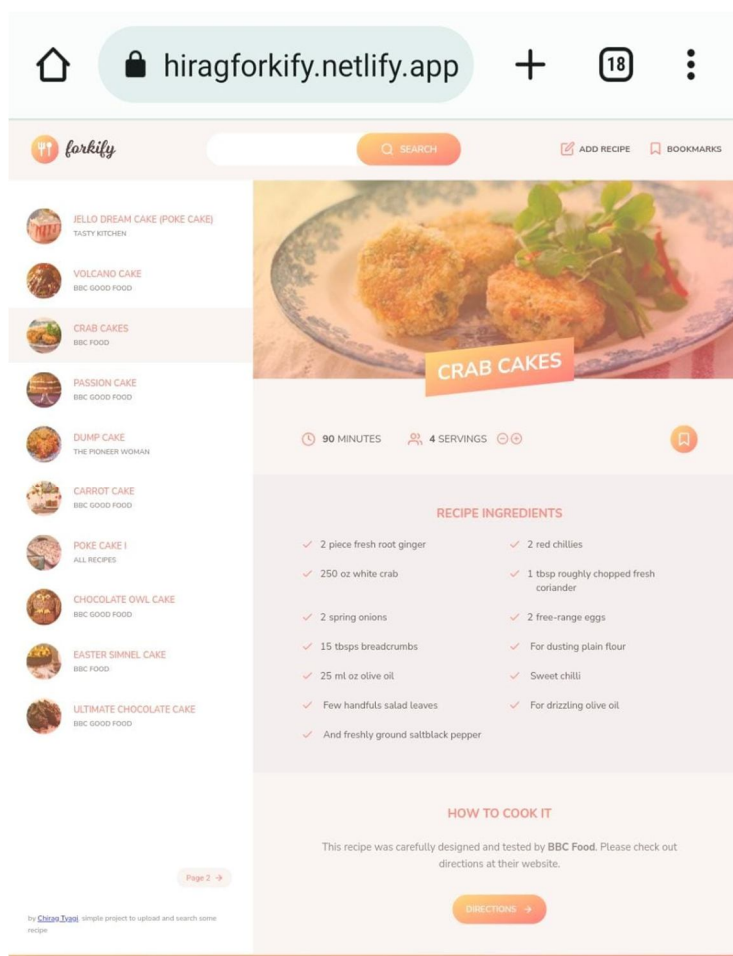 hiragforkify.netlify.app
18
forkify
SEARCH
ADD RECIPE
BOOKMARKS
JELLO DREAM CAKE (POKE CAKE)
TASTY KITCHEN
VOLCANO CAKE
BBC GOOD FOOD
CRAB CAKES
BBC FOOD
PASSION CAKE
BBC GOOD FOOD
DUMP CAKE
THE PIONEER WOMAN
CARROT CAKE
BBC GOOD FOOD
POKE CAKE I
ALL RECIPES
CHOCOLATE OWL CAKE
BBC GOOD FOOD
EASTER SIMNEL CAKE
BBC FOOD
ULTIMATE CHOCOLATE CAKE
BBC GOOD FOOD
Page 2
by Chirag Tyagi, simple project to upload and search some
recipe
CRAB CAKES
90 MINUTES
4 SERVINGS
RECIPE INGREDIENTS
2 piece fresh root ginger
2 red chillies
250 oz white crab
1 tbsp roughly chopped fresh
coriander
2 spring onions
2 free-range eggs
15 tbsps breadcrumbs
For dusting plain flour
25 ml oz olive oil
Sweet chilli
Few handfuls salad leaves
For drizzling olive oil
And freshly ground saltblack pepper
HOW TO COOK IT
This recipe was carefully designed and tested by BBC Food. Please check out
directions at their website.
DIRECTIONS